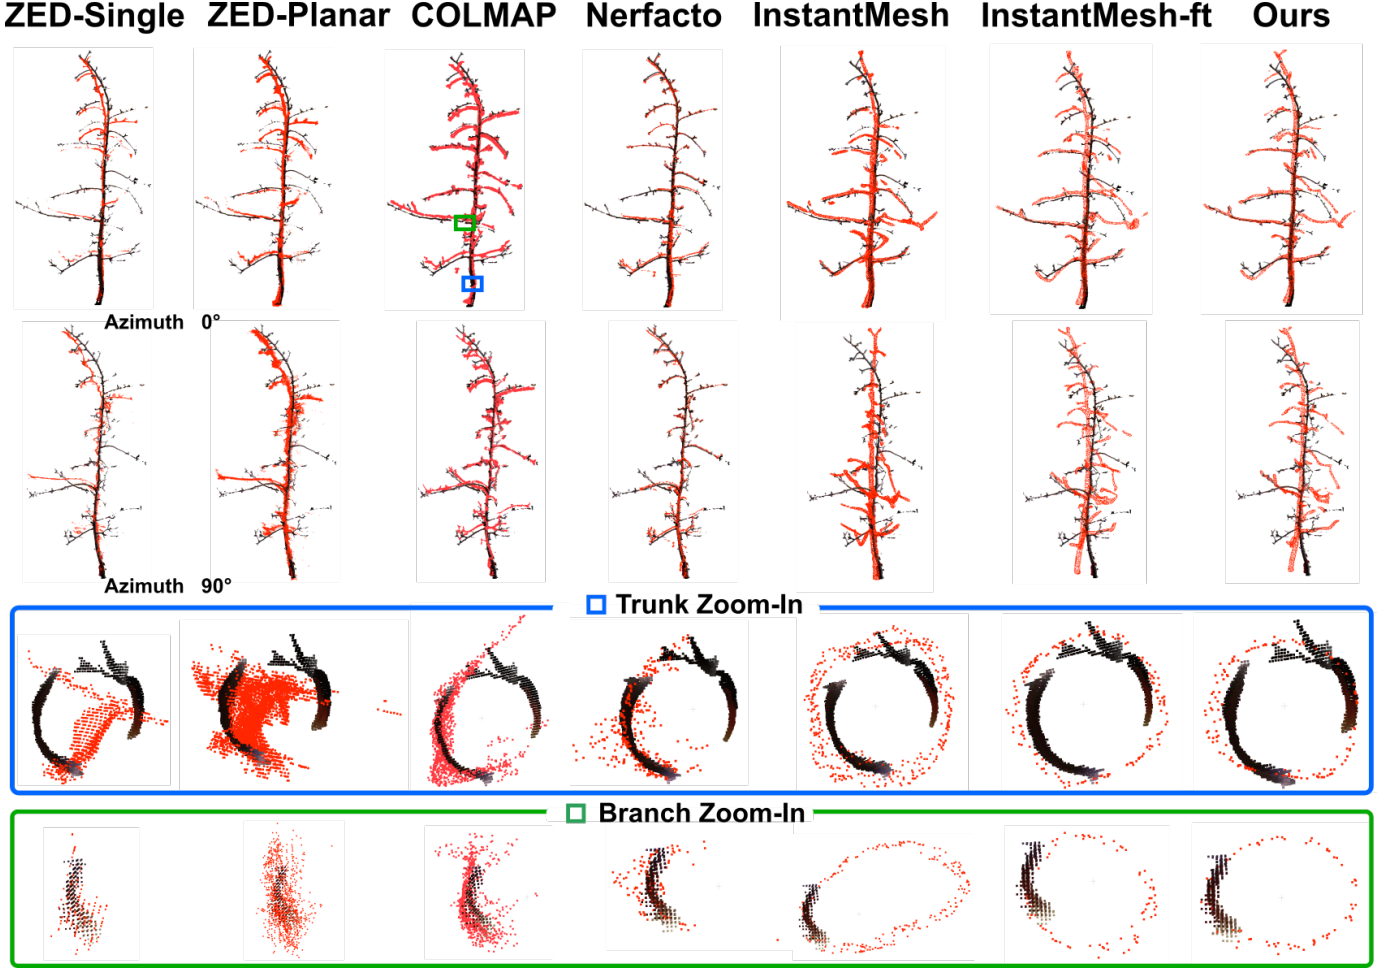 ZED-Single ZED-Planar COLMAP Nerfacto InstantMesh InstantMesh-ft Ours
Azimuth 0°
Azimuth 90°
Trunk Zoom-In
Branch Zoom-In